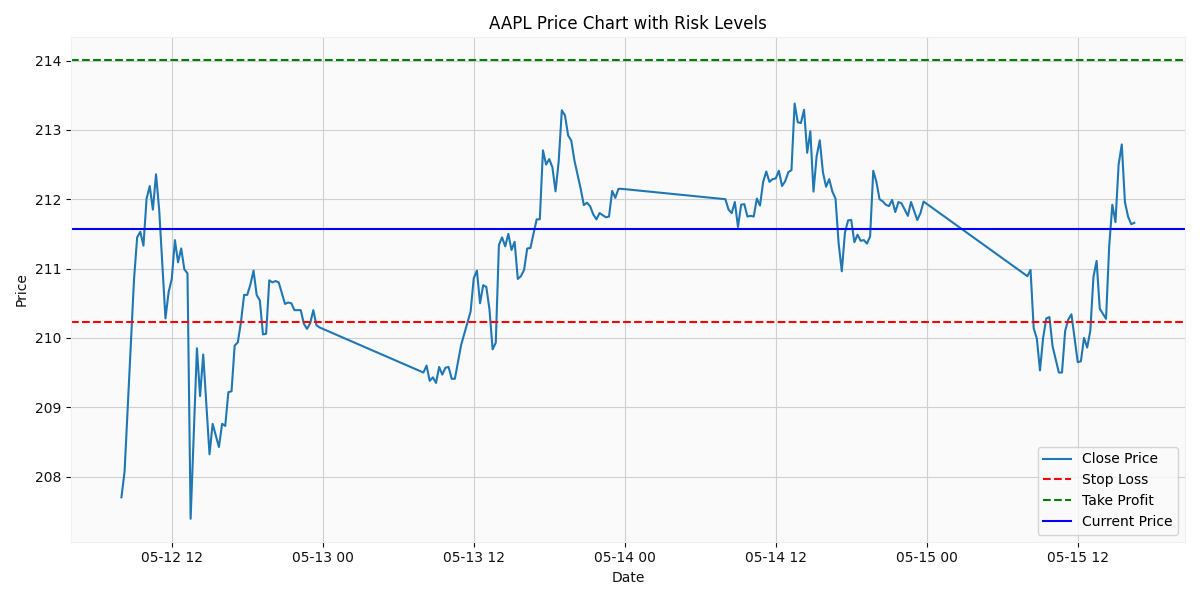 AAPL Price Chart with Risk Levels
214
213
212
211
210
209
208
Price
05-12 12
05-13 00
05-13 12
05-14 00
05-14 12
05-15 00
05-15 12
Date
Close Price
Stop Loss
Take Profit
Current Price